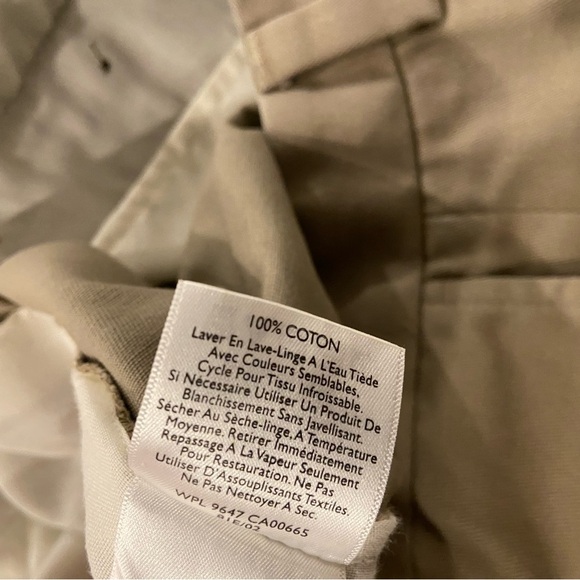 100% COTON
Laver En Lave-Linge A L'Eau Tiède
Avec Couleurs Semblables,
Cycle Pour Tissu Infroissable.
Si Nécessaire Utiliser Un Produit De
Blanchissement Sans Javellisant.
Sécher Au Sèche-linge, A Température
Moyenne. Retirer Immédiatement
Repassage A La Vapeur Seulement
Pour Restauration. Ne Pas
Utiliser D'Assouplissants Textiles.
Ne Pas Nettoyer A Sec.
WPL 9647 CA00665